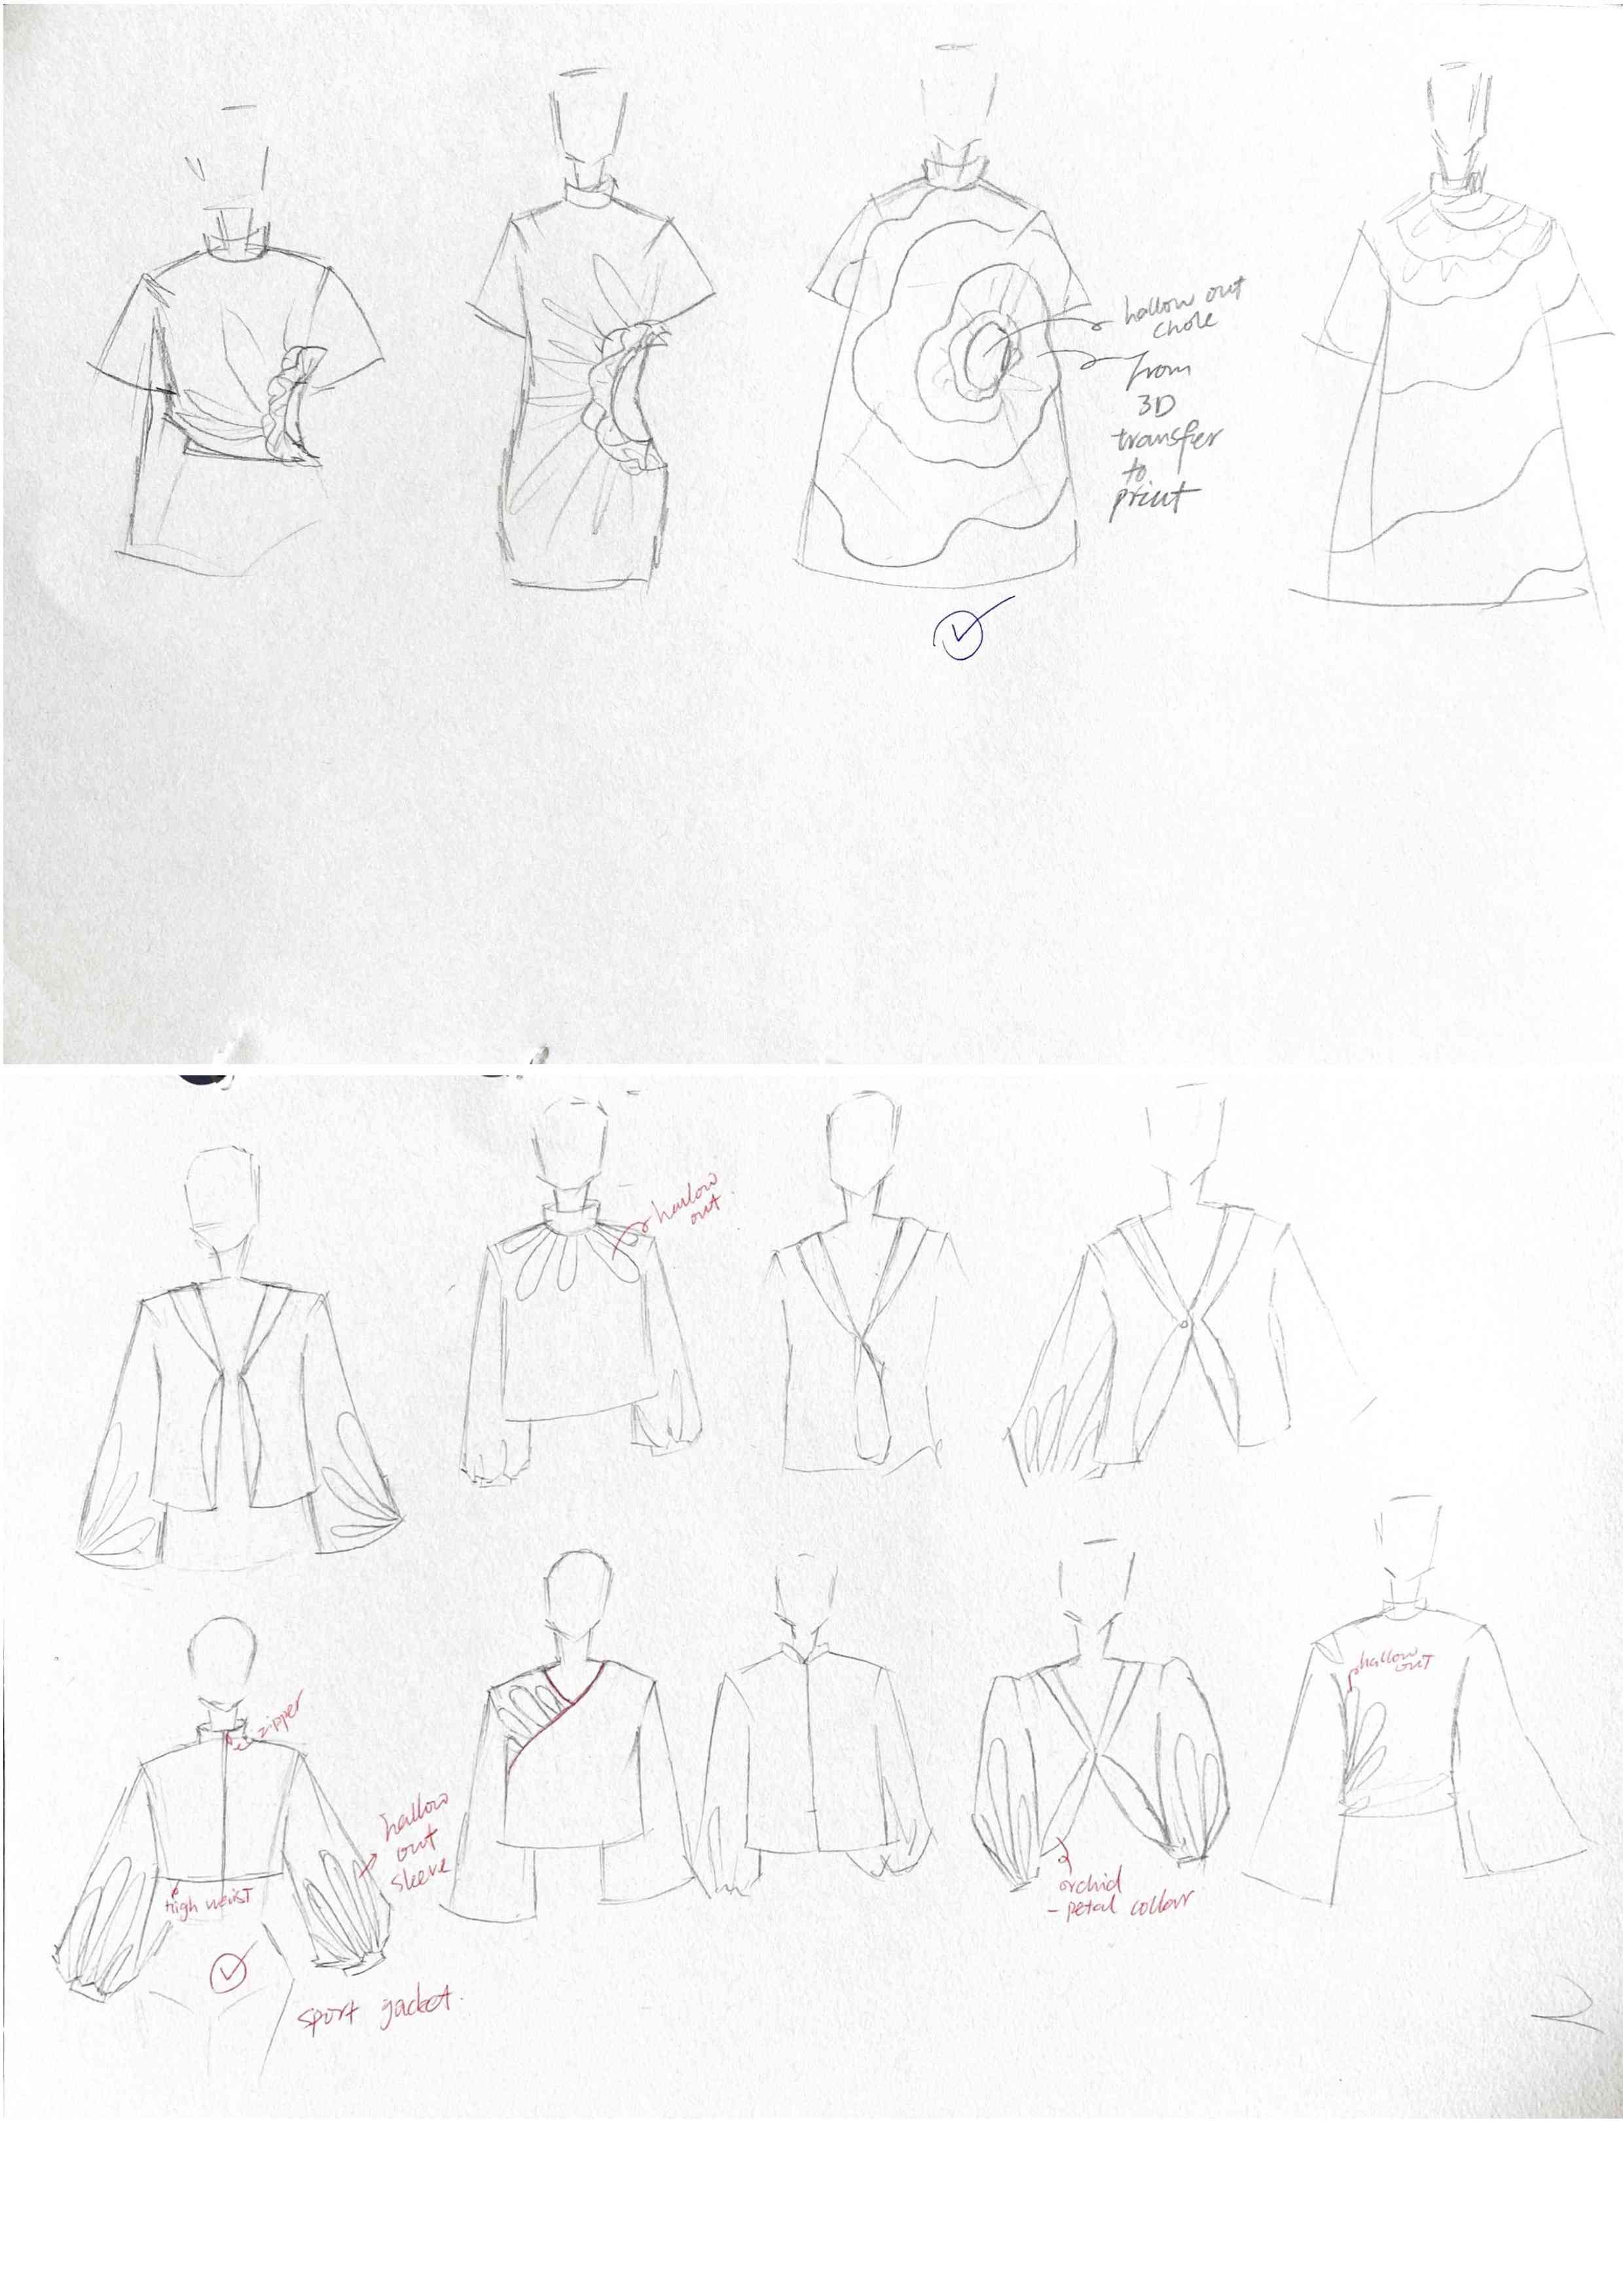 hallow out
chole
from
3D
transfer
to
print
hallow
out
zipper
hallow
out
sleeve
high weist
sport jacket.
orchid
-petal collar
hallow
out